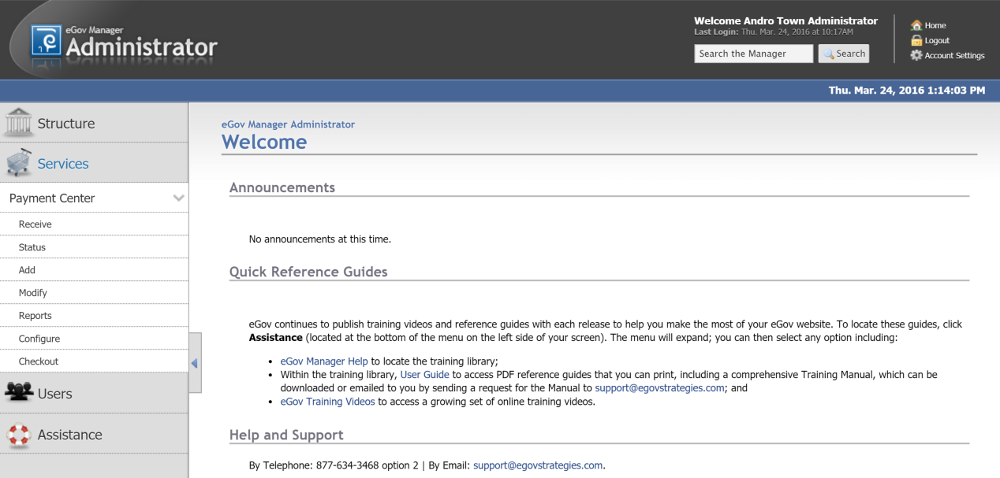 eGov Manager
Administrator
Welcome Andro Town Administrator
Last Login: Thu. Mar. 24, 2016 at 10:17AM
Search the Manager
Search
Home
Logout
Account Settings
Thu. Mar. 24, 2016 1:14:03 PM
Structure
Services
Payment Center
Receive
Status
Add
Modify
Reports
Configure
Checkout
Users
Assistance
eGov Manager Administrator
Welcome
Announcements
No announcements at this time.
Quick Reference Guides
eGov continues to publish training videos and reference guides with each release to help you make the most of your eGov website. To locate these guides, click
Assistance (located at the bottom of the menu on the left side of your screen). The menu will expand; you can then select any option including:
• eGov Manager Help to locate the training library;
• Within the training library, User Guide to access PDF reference guides that you can print, including a comprehensive Training Manual, which can be
downloaded or emailed to you by sending a request for the Manual to support@egovstrategies.com; and
• eGov Training Videos to access a growing set of online training videos.
Help and Support
By Telephone: 877-634-3468 option 2 | By Email: support@egovstrategies.com.